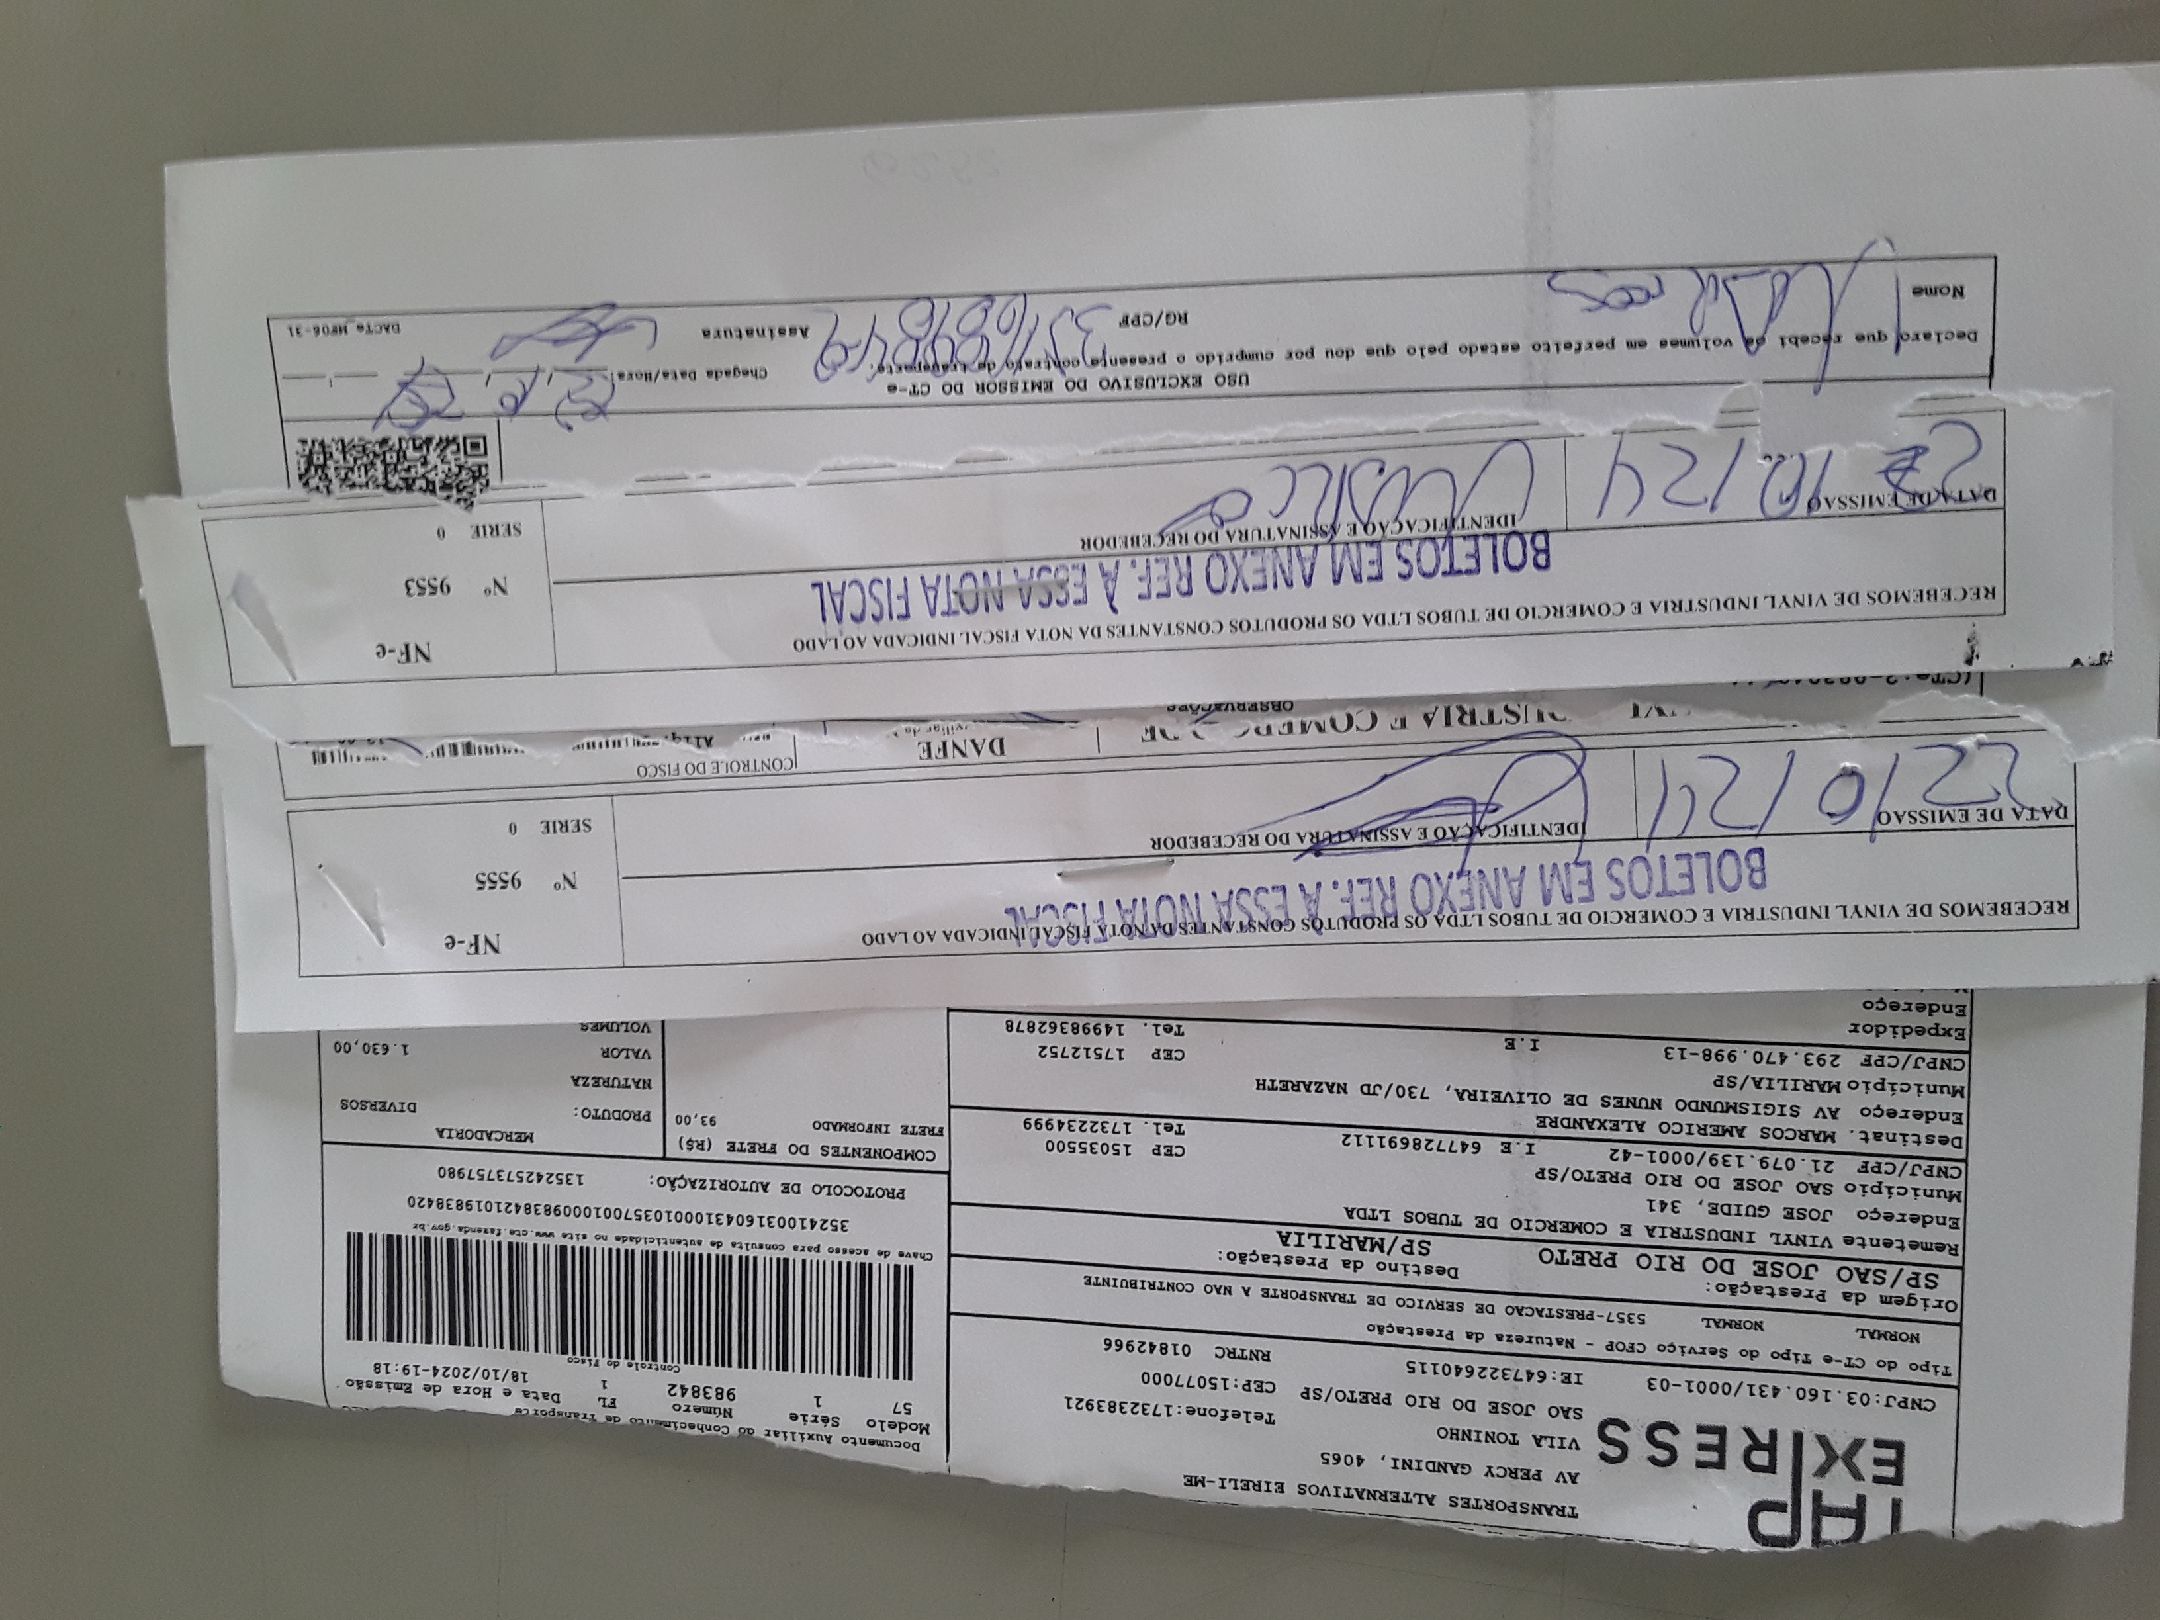 TAP
EXPRESS
TRANSPORTES ALTERNATIVOS EIRELI-ME
AV PERCY GANDINI, 4065
VILA TONINHO
Telefone:1732383921
SAO JOSE DO RIO PRETO/SP CEP:15077000
CNPJ:03.160.431/0001-03 IE:647322640115 RNTRC 01842966
Tipo do CT-e Tipo do Serviço CFOP - Natureza da Prestação
NORMAL NORMAL 5357-PRESTACAO DE SERVICO DE TRANSPORTE A NAO CONTRIBUINTE
Origem da Prestação: Destino da Prestação:
SP/SAO JOSE DO RIO PRETO SP/MARILIA
Remetente VINYL INDUSTRIA E COMERCIO DE TUBOS LTDA
Endereço JOSE GUIDE, 341
Município SAO JOSE DO RIO PRETO/SP CEP 15035500
CNPJ/CPF 21.079.139/0001-42 I.E 647728691112 Tel. 1732234999
Destinat. MARCOS AMERICO ALEXANDRE
Endereço AV SIGISMUNDO NUNES DE OLIVEIRA, 730/JD NAZARETH
Município MARILIA/SP CEP 17512752
CNPJ/CPF 293.470.998-13 I.E Tel. 14998362878
Expedidor
Endereço
Documento Auxiliar do Conhecimento de Transporte
Modelo Série Número FL Data e Hora de Emissão
57 1 983842 1 18/10/2024-19:18
Controle do Fisco
Chave de acesso para consulta de autenticidade no site www.cte.fazenda.gov.br
35241003160431000103570010009838421019838420
PROTOCOLO DE AUTORIZAÇÃO: 135242573757980
COMPONENTES DO FRETE (R$)
FRETE INFORMADO 93,00
MERCADORIA
PRODUTO: DIVERSOS
NATUREZA
VALOR 1.630,00
VOLUMES
RECEBEMOS DE VINYL INDUSTRIA E COMERCIO DE TUBOS LTDA OS PRODUTOS CONSTANTES DA NOTA FISCAL INDICADA AO LADO
BOLETOS EM ANEXO REF. À ESSA NOTA FISCAL
NF-e
Nº 9555
SERIE 0
DATA DE EMISSAO
IDENTIFICAÇÃO E ASSINATURA DO RECEBEDOR
22/10/24
DANFE
CONTROLE DO FISCO
OBSERVAÇÕES
RECEBEMOS DE VINYL INDUSTRIA E COMERCIO DE TUBOS LTDA OS PRODUTOS CONSTANTES DA NOTA FISCAL INDICADA AO LADO
BOLETOS EM ANEXO REF. À ESSA NOTA FISCAL
NF-e
Nº 9553
SERIE 0
DATA DE EMISSAO
IDENTIFICAÇÃO E ASSINATURA DO RECEBEDOR
USO EXCLUSIVO DO EMISSOR DO CT-e
Declaro que recebi os volumes em perfeito estado pelo que dou por cumprido o presente contrato de transporte.
Chegada Data/Hora:
Nome
RG/CPF
Assinatura
DACTe_MF06-31